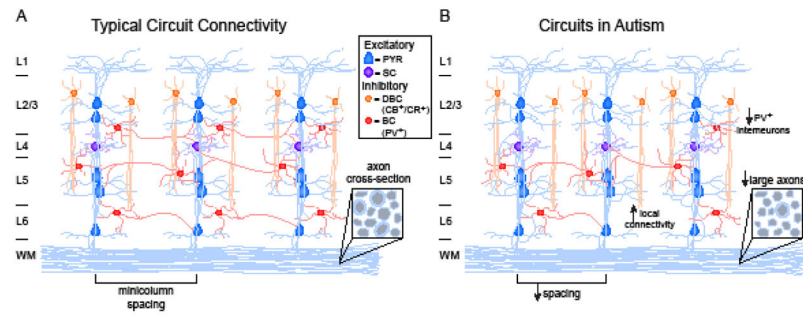 A
Typical Circuit Connectivity
L1
L2/3
L4
L5
L6
WM
Excitatory
= PYR
= SC
Inhibitory
= DBC
(CB⁺/CR⁺)
= BC
(PV⁺)
axon
cross-section
minicolumn
spacing
B
Circuits in Autism
L1
L2/3
L4
L5
L6
WM
↓ PV⁺
interneurons
↓ large axons
↑ local
connectivity
↓ spacing